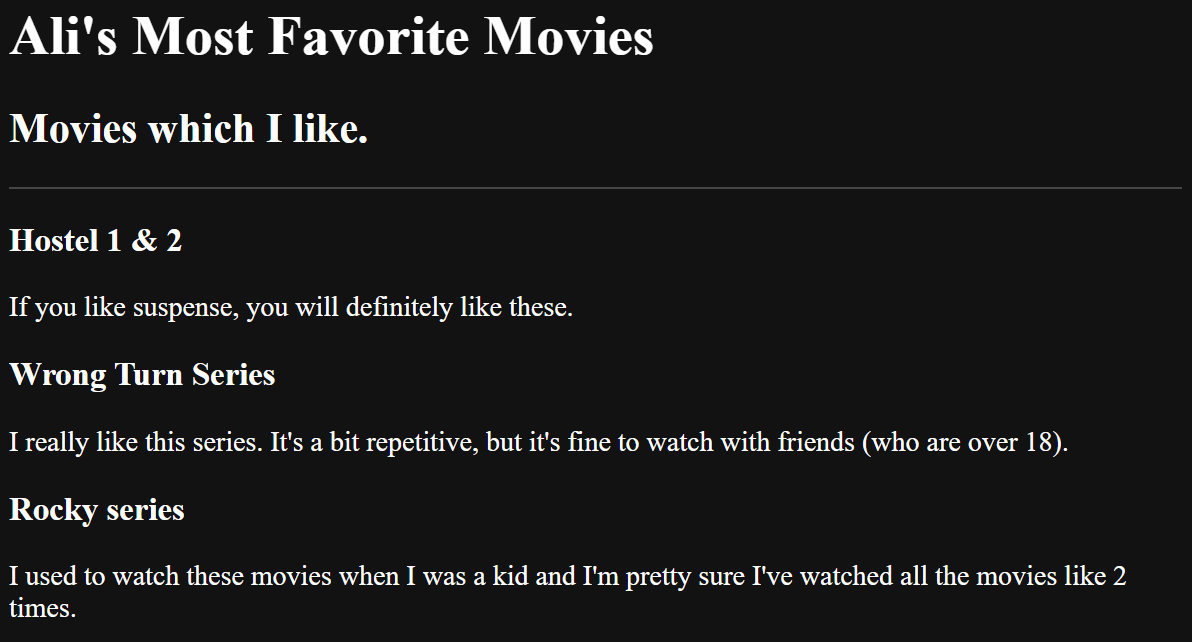 Ali's Most Favorite Movies
Movies which I like.
Hostel 1 & 2
If you like suspense, you will definitely like these.
Wrong Turn Series
I really like this series. It's a bit repetitive, but it's fine to watch with friends (who are over 18).
Rocky series
I used to watch these movies when I was a kid and I'm pretty sure I've watched all the movies like 2
times.